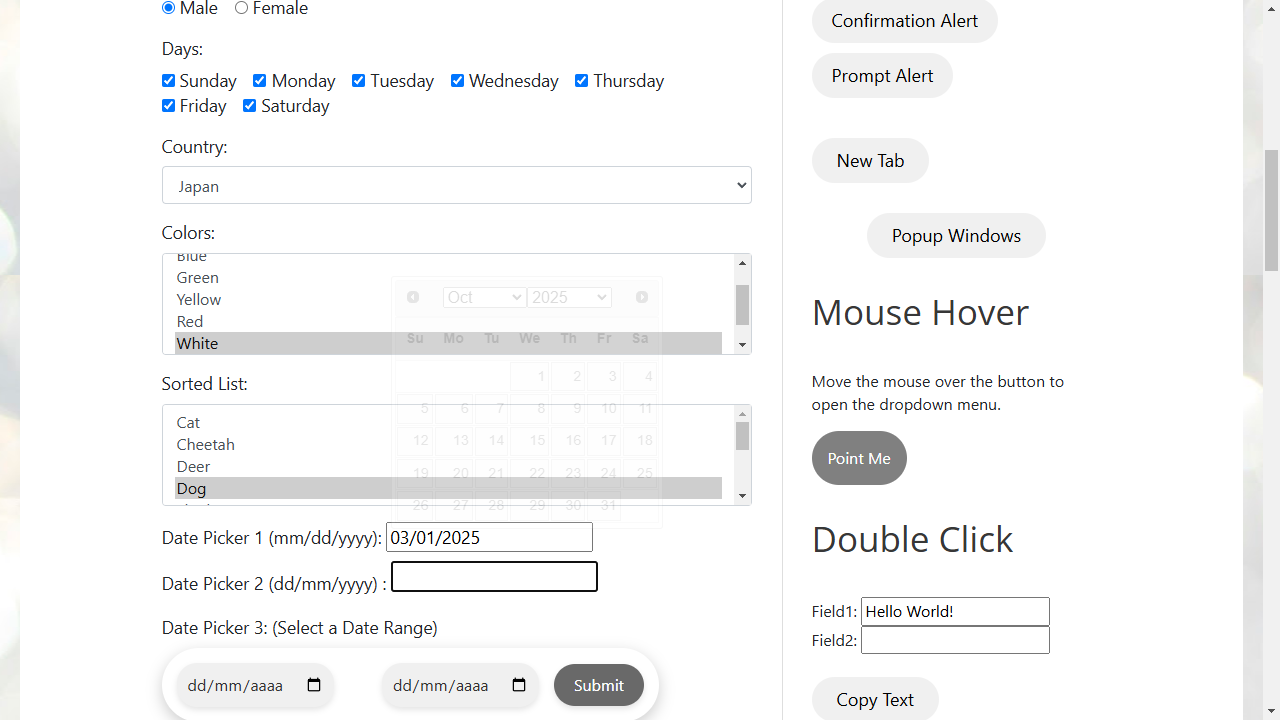 Male Female
Days:
Sunday Monday Tuesday Wednesday Thursday
Friday Saturday
Country:
Japan
Colors:
Blue
Green
Yellow
Red
White
Sorted List:
Cat
Cheetah
Deer
Dog
Oct 2025
Su Mo Tu We Th Fr Sa
1 2 3 4
5 6 7 8 9 10 11
12 13 14 15 16 17 18
19 20 21 22 23 24 25
26 27 28 29 30 31
Date Picker 1 (mm/dd/yyyy): 03/01/2025
Date Picker 2 (dd/mm/yyyy) :
Date Picker 3: (Select a Date Range)
dd/mm/aaaa dd/mm/aaaa Submit
Confirmation Alert
Prompt Alert
New Tab
Popup Windows
Mouse Hover
Move the mouse over the button to
open the dropdown menu.
Point Me
Double Click
Field1: Hello World!
Field2:
Copy Text